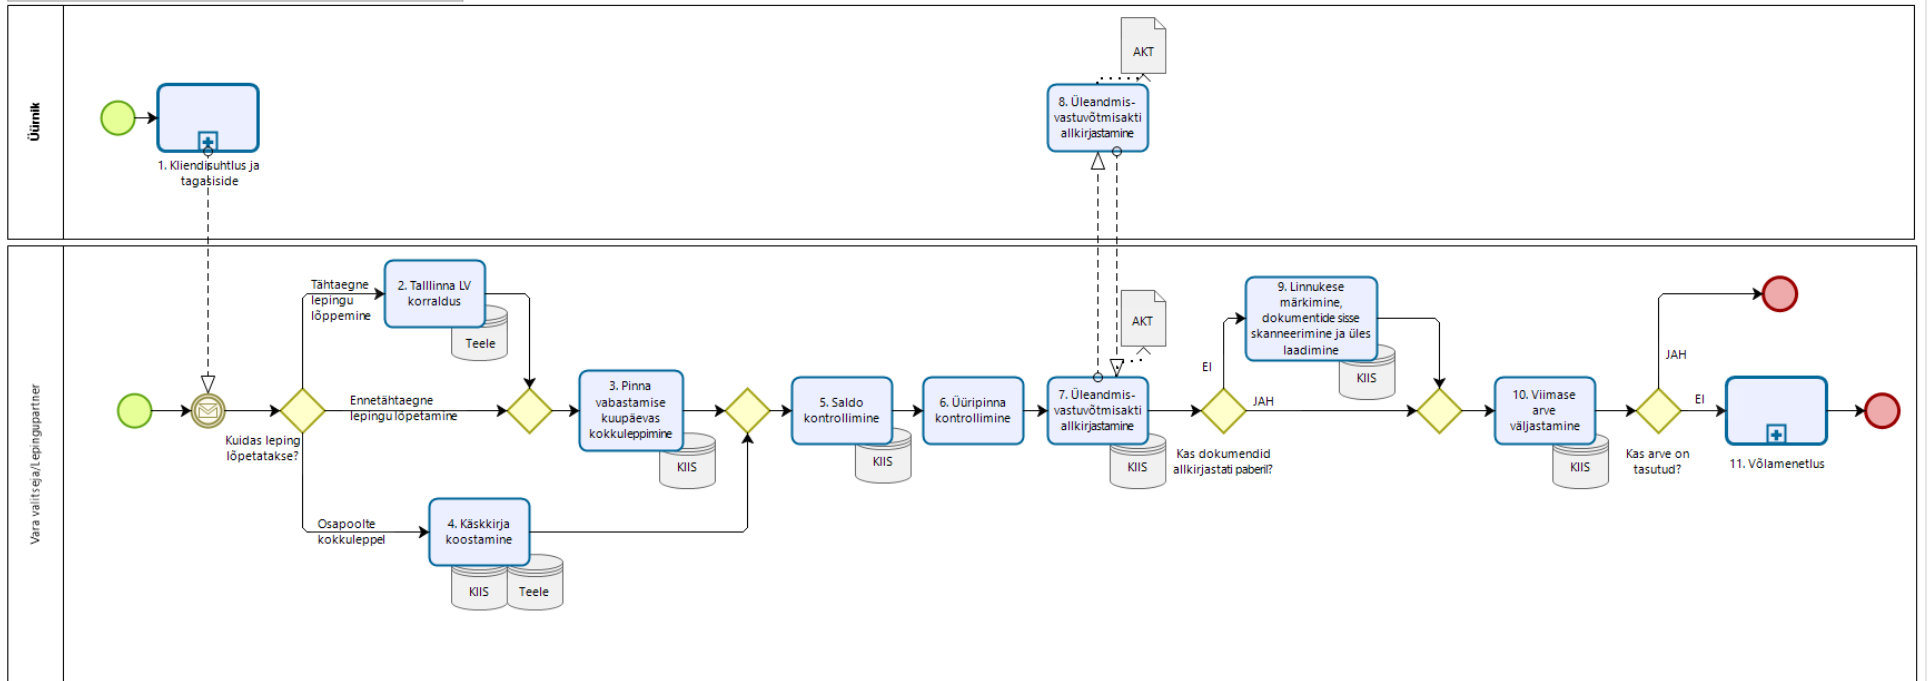 Üürnik
1. Kliendisuhtlus ja
tagasiside
AKT
8. Üleandmis-
vastuvõtmisakti
allkirjastamine
Vara valitseja/Lepingupartner
Kuidas leping
lõpetatakse?
Tähtaegne
lepingu
lõppemine
2. Talllinna LV
korraldus
Teele
Ennetähtaegne
lepingu lõpetamine
3. Pinna
vabastamise
kuupäevas
kokkuleppimine
KIIS
Osapoolte
kokkuleppel
4. Käskkirja
koostamine
KIIS
Teele
5. Saldo
kontrollimine
KIIS
6. Üüripinna
kontrollimine
AKT
7. Üleandmis-
vastuvõtmisakti
allkirjastamine
KIIS
Kas dokumendid
allkirjastati paberil?
EI
JAH
9. Linnukese
märkimine,
dokumentide sisse
skanneerimine ja üles
laadimine
KIIS
10. Viimase
arve
väljastamine
KIIS
Kas arve on
tasutud?
JAH
EI
11. Võlamenetlus